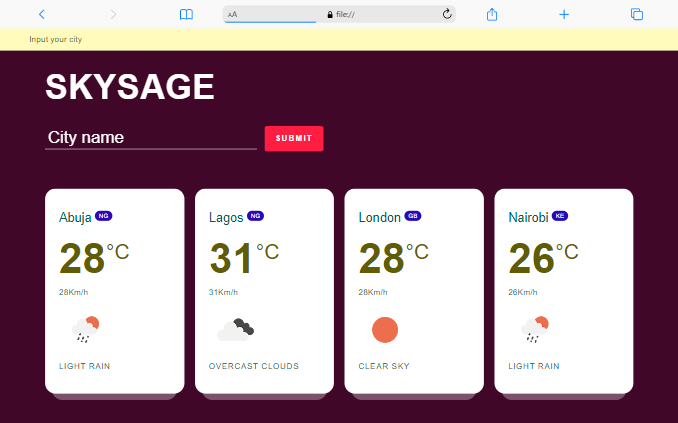 AA file://
Input your city
SKYSAGE
City name SUBMIT
Abuja NG
28°C
28Km/h
LIGHT RAIN
Lagos NG
31°C
31Km/h
OVERCAST CLOUDS
London GB
28°C
28Km/h
CLEAR SKY
Nairobi KE
26°C
26Km/h
LIGHT RAIN